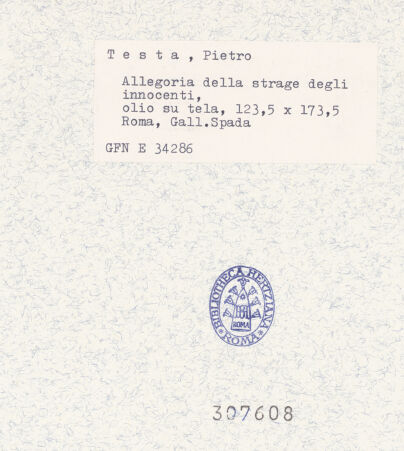 T e s t a , Pietro
Allegoria della strage degli
innocenti,
olio su tela, 123,5 x 173,5
Roma, Gall.Spada
GFN E 34286
BIBLIOTHECA HERTZIANA
ROMA
ROMA
307608